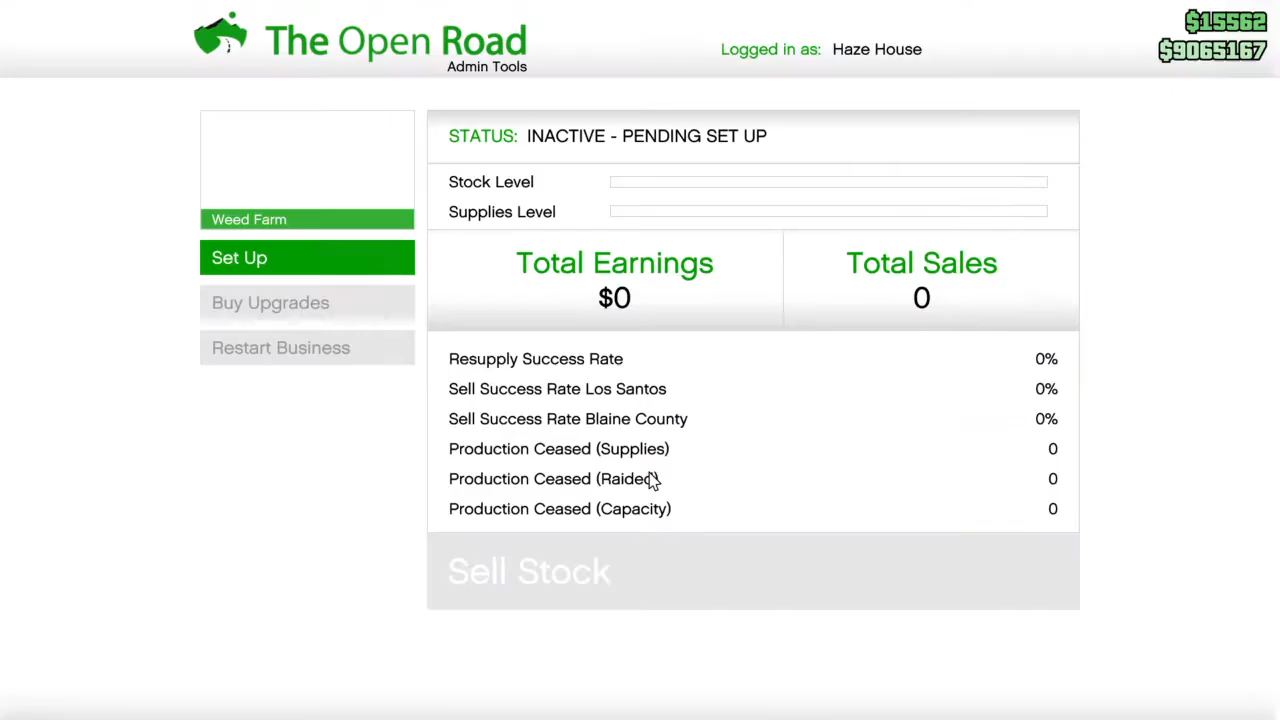 The Open Road
Admin Tools
Logged in as: Haze House
$15562
$9065167
Weed Farm
Set Up
Buy Upgrades
Restart Business
STATUS: INACTIVE - PENDING SET UP
Stock Level
Supplies Level
Total Earnings
$0
Total Sales
0
Resupply Success Rate 0%
Sell Success Rate Los Santos 0%
Sell Success Rate Blaine County 0%
Production Ceased (Supplies) 0
Production Ceased (Raided) 0
Production Ceased (Capacity) 0
Sell Stock